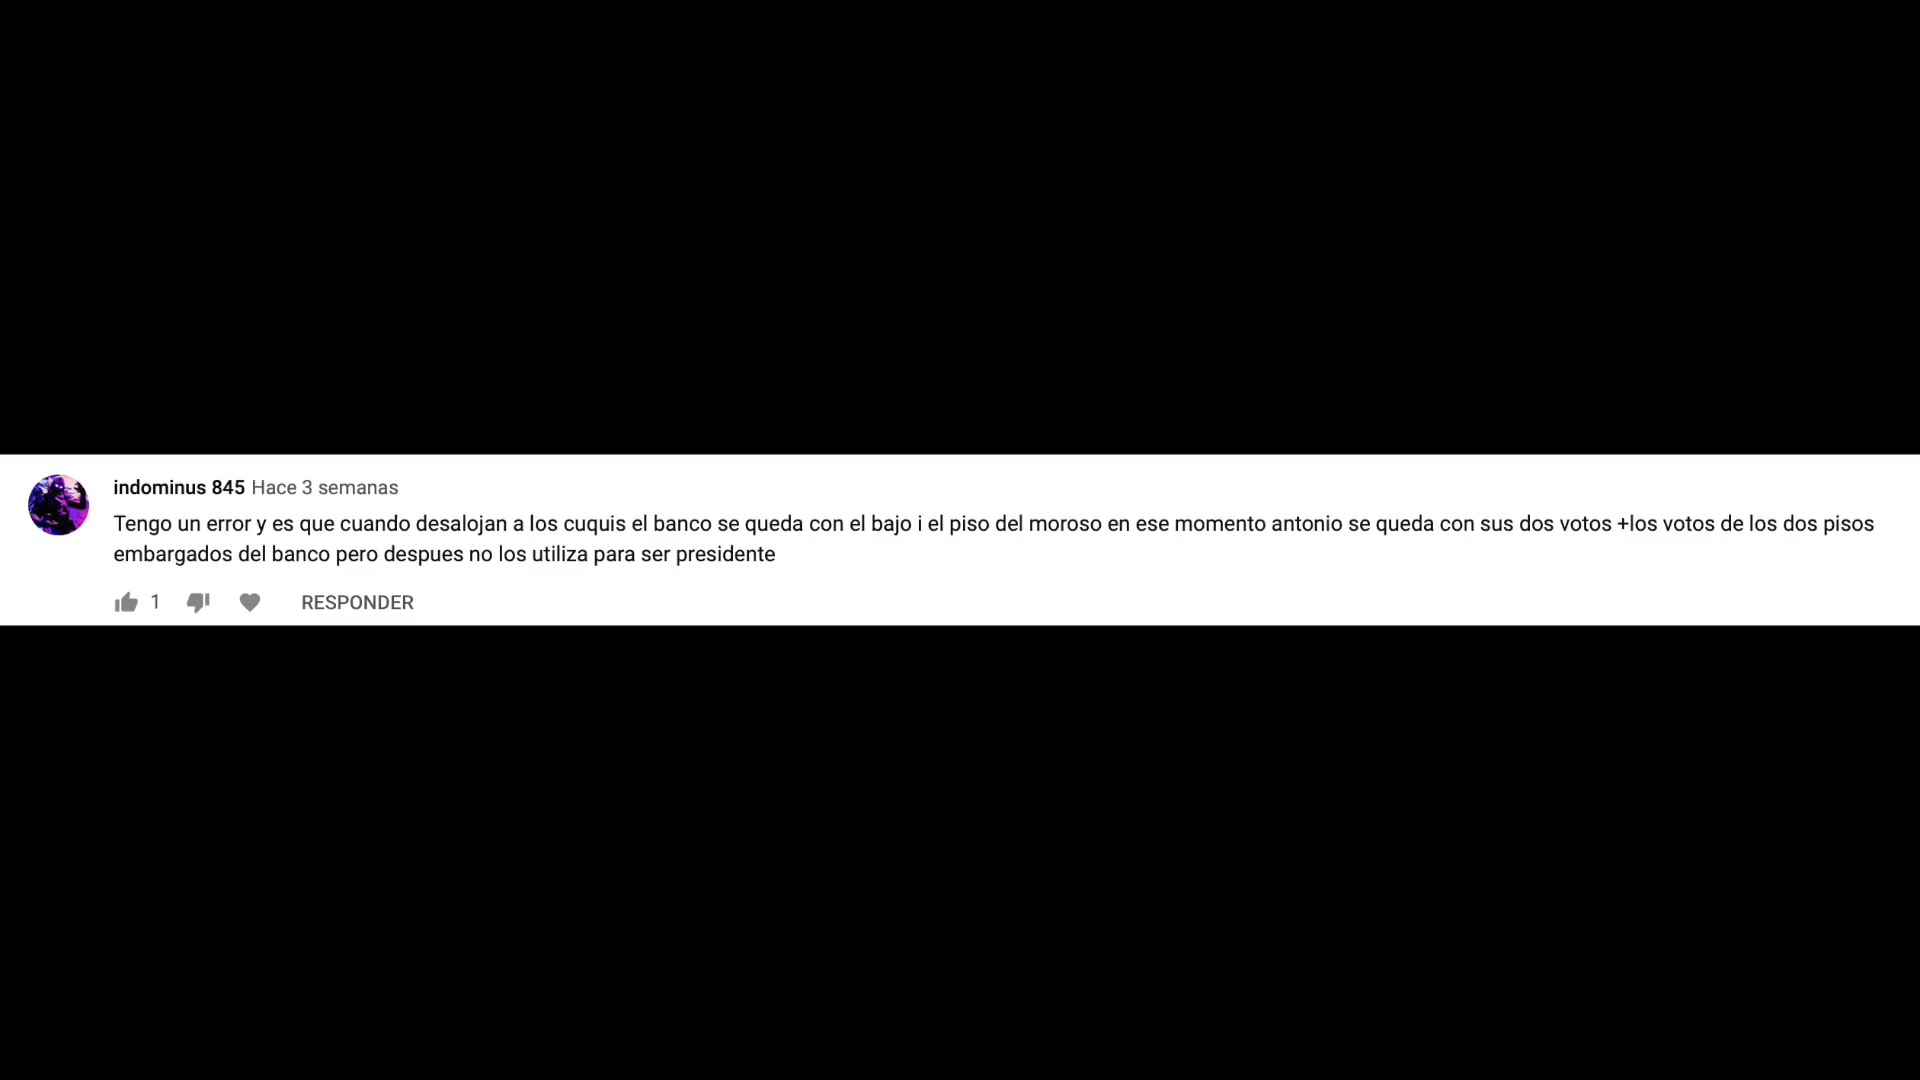 indominus 845 Hace 3 semanas
Tengo un error y es que cuando desalojan a los cuquis el banco se queda con el bajo i el piso del moroso en ese momento antonio se queda con sus dos votos +los votos de los dos pisos
embargados del banco pero despues no los utiliza para ser presidente
1 RESPONDER